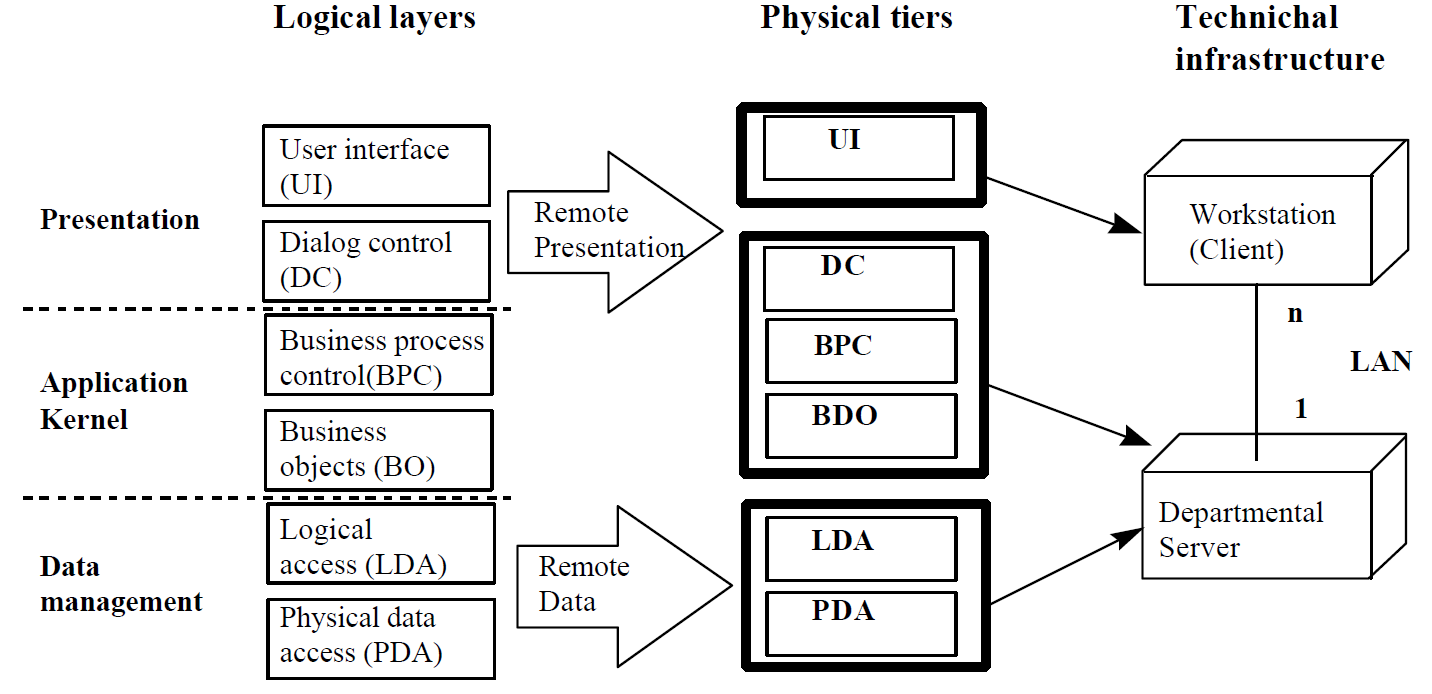 Logical layers
Physical tiers
Technichal
infrastructure
Presentation
User interface
(UI)
Dialog control
(DC)
Remote
Presentation
UI
DC
BPC
BDO
Workstation
(Client)
n
LAN
1
Application
Kernel
Business process
control(BPC)
Business
objects (BO)
Data
management
Logical
access (LDA)
Physical data
access (PDA)
Remote
Data
LDA
PDA
Departmental
Server